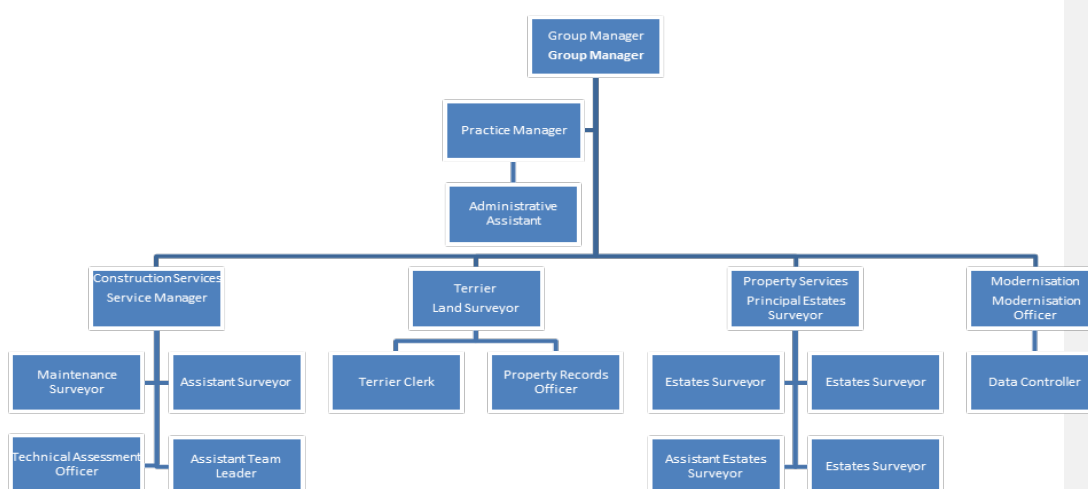 Group Manager
Group Manager
Practice Manager
Administrative
Assistant
Construction Services
Service Manager
Terrier
Land Surveyor
Property Services
Principal Estates
Surveyor
Modernisation
Modernisation
Officer
Maintenance
Surveyor
Assistant Surveyor
Terrier Clerk
Property Records
Officer
Estates Surveyor
Estates Surveyor
Data Controller
Technical Assessment
Officer
Assistant Team
Leader
Assistant Estates
Surveyor
Estates Surveyor